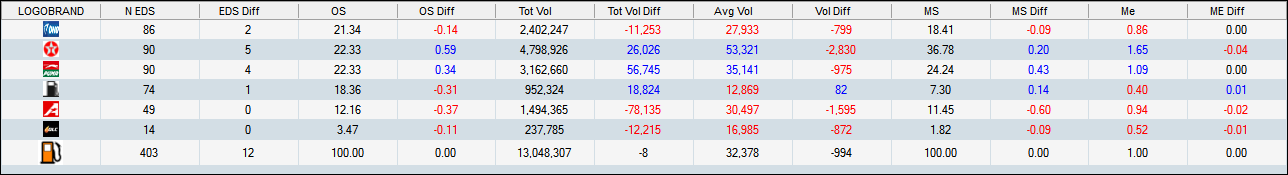 LOGOBRAND N EDS EDS Diff OS OS Diff Tot Vol Tot Vol Diff Avg Vol Vol Diff MS MS Diff Me ME Diff
86 2 21.34 -0.14 2,402,247 -11,253 27,933 -799 18.41 -0.09 0.86 0.00
90 5 22.33 0.59 4,798,926 26,026 53,321 -2,830 36.78 0.20 1.65 -0.04
90 4 22.33 0.34 3,162,660 56,745 35,141 -975 24.24 0.43 1.09 0.00
74 1 18.36 -0.31 952,324 18,824 12,869 82 7.30 0.14 0.40 0.01
49 0 12.16 -0.37 1,494,365 -78,135 30,497 -1,595 11.45 -0.60 0.94 -0.02
14 0 3.47 -0.11 237,785 -12,215 16,985 -872 1.82 -0.09 0.52 -0.01
403 12 100.00 0.00 13,048,307 -8 32,378 -994 100.00 0.00 1.00 0.00